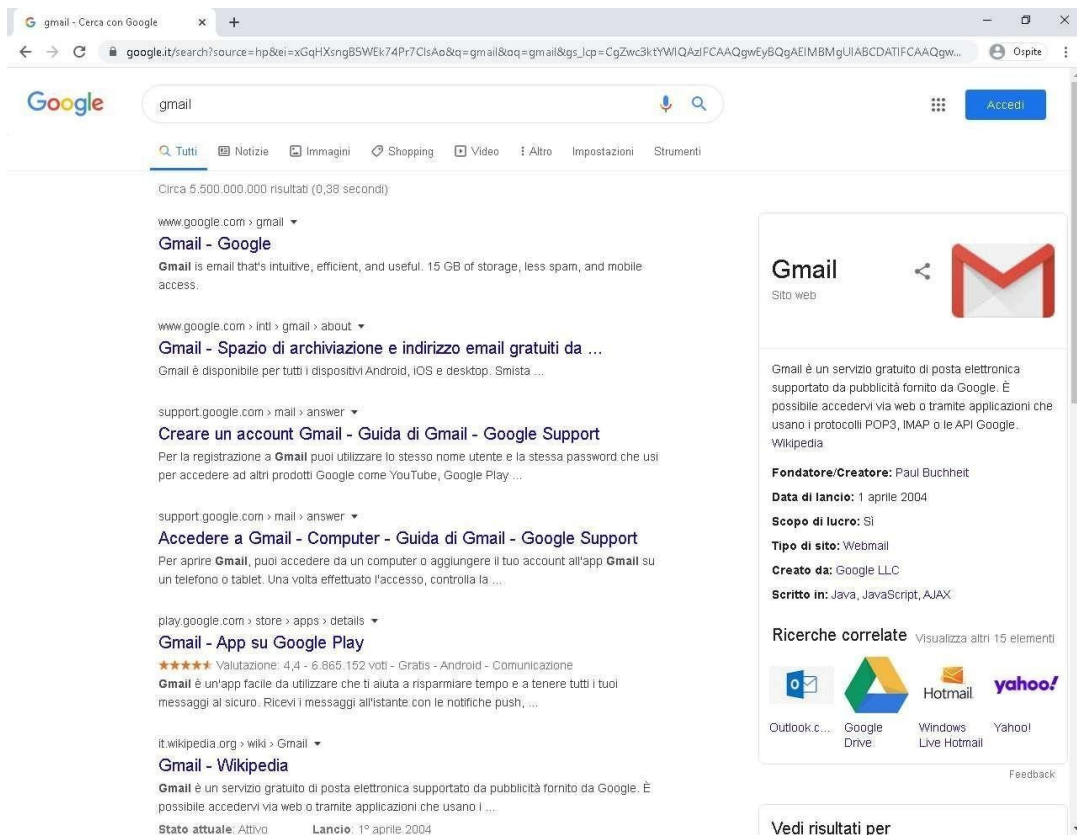 gmail - Cerca con Google
google.it/search?source=hp&ei=xGqHXsngB5WEk74Pr7ClsAo&q=gmail&oq=gmail&gs_lcp=CgZwc3ktYWIQAzIFCAAQgwEyBQgAEIMBMgUIABCDATIFCAAQgw...
Ospite
Google
gmail
Accedi
Tutti Notizie Immagini Shopping Video Altro Impostazioni Strumenti
Circa 5.500.000.000 risultati (0,38 secondi)
www.google.com › gmail
Gmail - Google
Gmail is email that's intuitive, efficient, and useful. 15 GB of storage, less spam, and mobile
access.
www.google.com › intl › gmail › about
Gmail - Spazio di archiviazione e indirizzo email gratuiti da ...
Gmail è disponibile per tutti i dispositivi Android, iOS e desktop. Smista ...
support.google.com › mail › answer
Creare un account Gmail - Guida di Gmail - Google Support
Per la registrazione a Gmail puoi utilizzare lo stesso nome utente e la stessa password che usi
per accedere ad altri prodotti Google come YouTube, Google Play ...
support.google.com › mail › answer
Accedere a Gmail - Computer - Guida di Gmail - Google Support
Per aprire Gmail, puoi accedere da un computer o aggiungere il tuo account all'app Gmail su
un telefono o tablet. Una volta effettuato l'accesso, controlla la ...
play.google.com › store › apps › details
Gmail - App su Google Play
Valutazione: 4,4 - 6.865.152 voti - Gratis - Android - Comunicazione
Gmail è un'app facile da utilizzare che ti aiuta a risparmiare tempo e a tenere tutti i tuoi
messaggi al sicuro. Ricevi i messaggi all'istante con le notifiche push, ...
it.wikipedia.org › wiki › Gmail
Gmail - Wikipedia
Gmail è un servizio gratuito di posta elettronica supportato da pubblicità fornito da Google. È
possibile accedervi via web o tramite applicazioni che usano i ...
Stato attuale: Attivo Lancio: 1º aprile 2004
Gmail
Sito web
Gmail è un servizio gratuito di posta elettronica
supportato da pubblicità fornito da Google. È
possibile accedervi via web o tramite applicazioni che
usano i protocolli POP3, IMAP o le API Google.
Wikipedia
Fondatore/Creatore: Paul Buchheit
Data di lancio: 1 aprile 2004
Scopo di lucro: Sì
Tipo di sito: Webmail
Creato da: Google LLC
Scritto in: Java, JavaScript, AJAX
Ricerche correlate Visualizza altri 15 elementi
Hotmail yahoo!
Outlook.c... Google Windows Yahoo!
Drive Live Hotmail
Feedback
Vedi risultati per